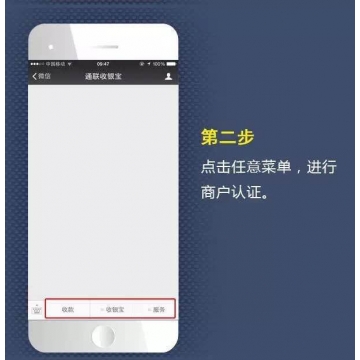 中国移动
09:47
100%
微信
通联收银宝
第二步
点击任意菜单，进行
商户认证。
收款
收银宝
服务